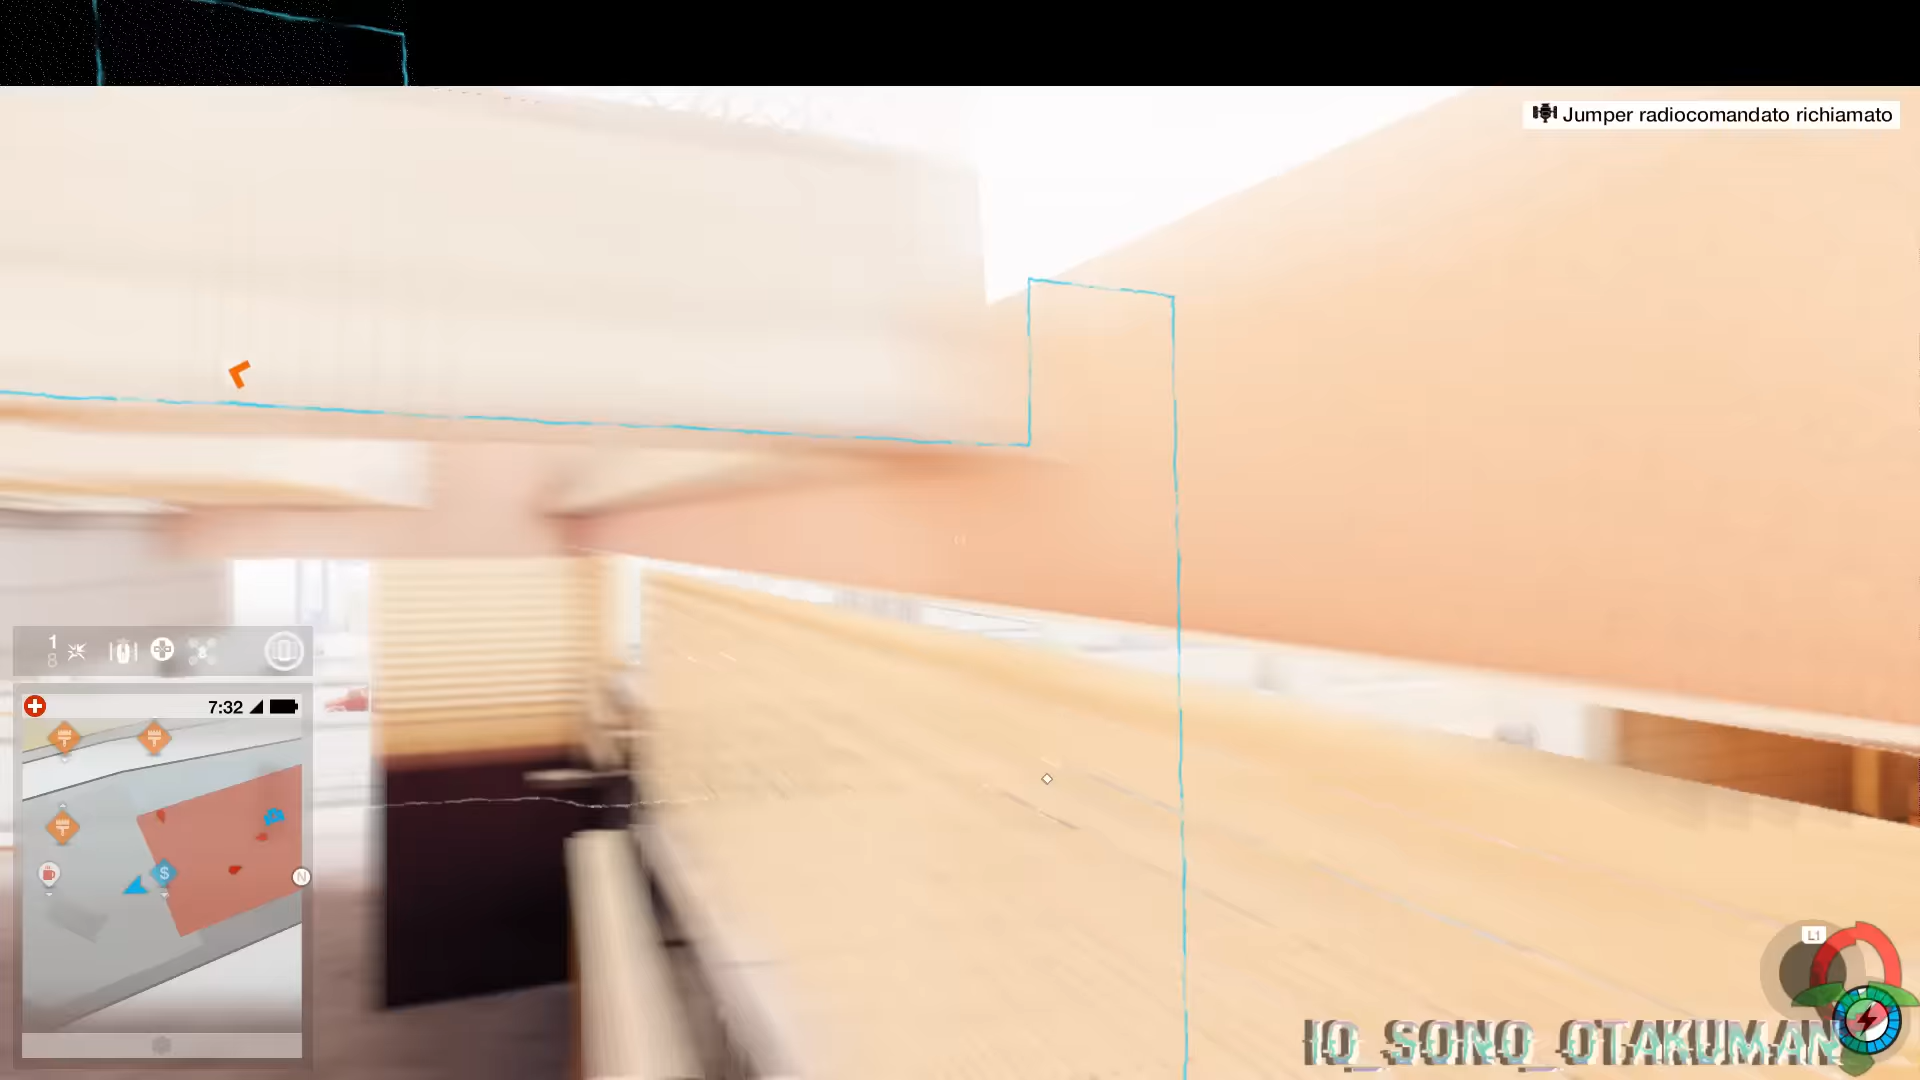 Jumper radiocomandato richiamato
1
8
7:32
$
N
L1
IO_SONO_OTAKUMAN